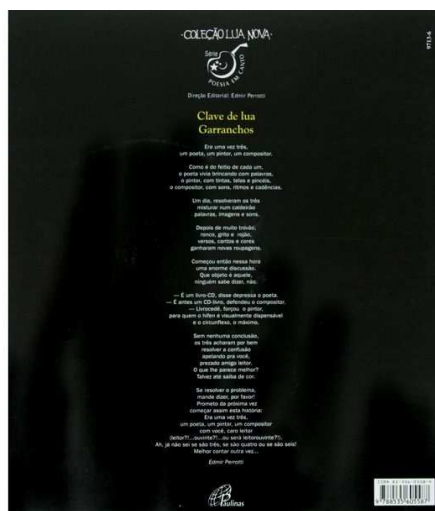 ·COLEÇÃO LUA NOVA·
Série
POESIA EM CANTO
Direção Editorial: Edmir Perrotti
Clave de lua
Garranchos
Era uma vez três,
um poeta, um pintor, um compositor.
Como é do feitio de cada um,
o poeta vivia brincando com palavras,
o pintor, com tintas, telas e pincéis,
o compositor, com sons, ritmos e cadências.
Um dia, resolveram os três
misturar num caldeirão
palavras, imagens e sons.
Depois de muito trovão,
ronco, grito e rojão,
versos, cantos e cores
ganharam novas roupagens.
Começou então nessa hora
uma enorme discussão.
Que objeto é aquele,
ninguém sabe dizer, não.
— É um livro-CD, disse depressa o poeta.
— É antes um CD-livro, defendeu o compositor.
— Livrocedê, forçou o pintor,
para quem o hífen é visualmente dispensável
e o circunflexo, o máximo.
Sem nenhuma conclusão,
os três acharam por bem
resolver a confusão
apelando pra você,
prezado amigo leitor.
O que lhe parece melhor?
Talvez até saiba de cor.
Se resolver o problema,
mande dizer, por favor!
Prometo da próxima vez
começar assim esta história:
Era uma vez três,
um poeta, um pintor, um compositor
com você, caro leitor
(leitor?!...ouvinte?!...ou será leitorouvinte?!).
Ah, já não sei se são três, se são quatro ou se são seis!
Melhor contar outra vez...
Edmir Perrotti
Paulinas
9713-6
9788535605587